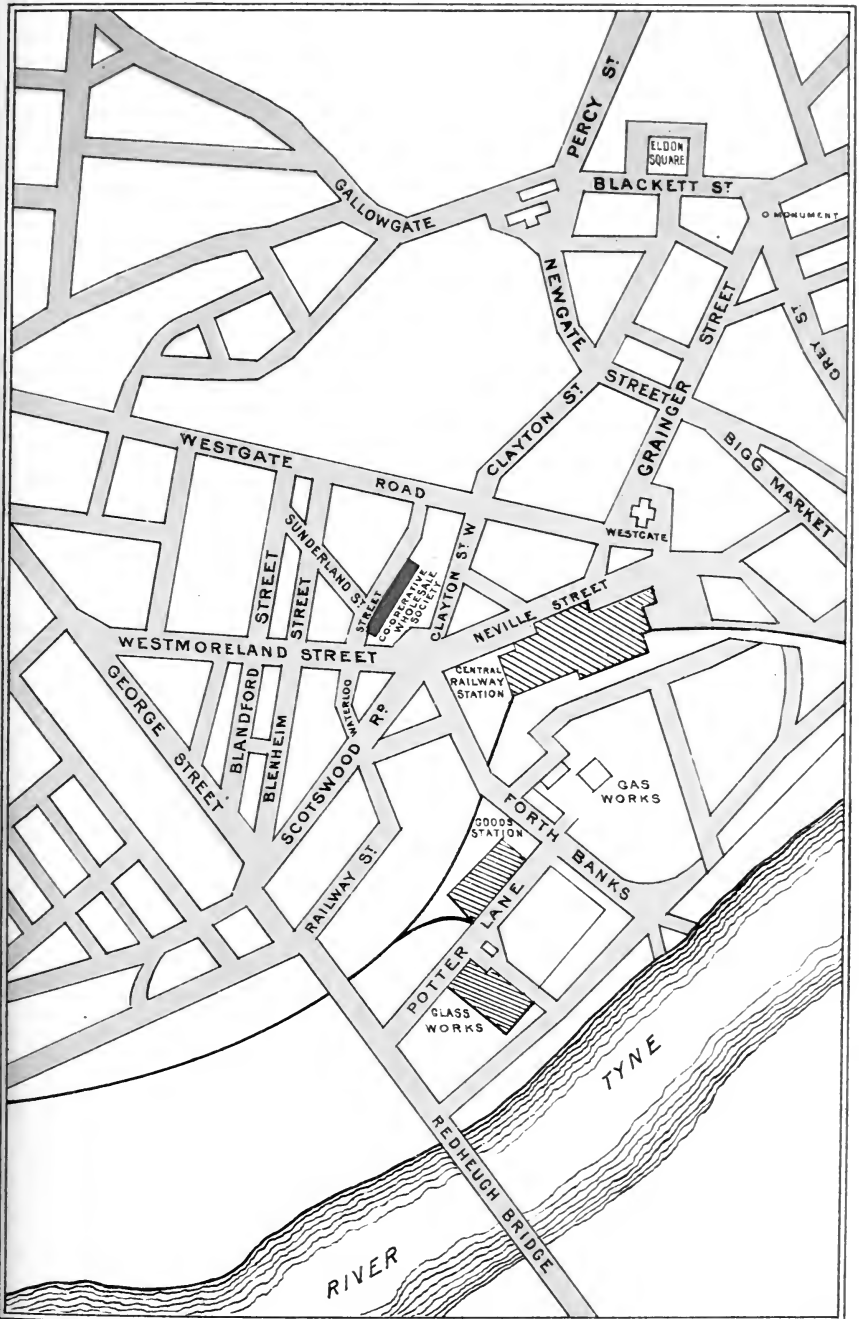 PERCY ST
ELDON
SQUARE
BLACKETT ST
O MONUMENT
GALLOWGATE
NEWGATE
STREET
GRAINGER
STREET
GREY ST
CLAYTON ST
BIGG MARKET
WESTGATE
ROAD
WESTGATE
SUNDERLAND ST
STREET
CO-OPERATIVE
WHOLESALE
SOCIETY
CLAYTON ST W
NEVILLE STREET
BLANDFORD
STREET
BLENHEIM
STREET
WESTMORELAND STREET
WATERLOO
CENTRAL
RAILWAY
STATION
GEORGE STREET
SCOTSWOOD RD
GAS
WORKS
FORTH
BANKS
GOODS
STATION
RAILWAY ST
POTTER LANE
GLASS
WORKS
RIVER TYNE
REDHEUGH BRIDGE